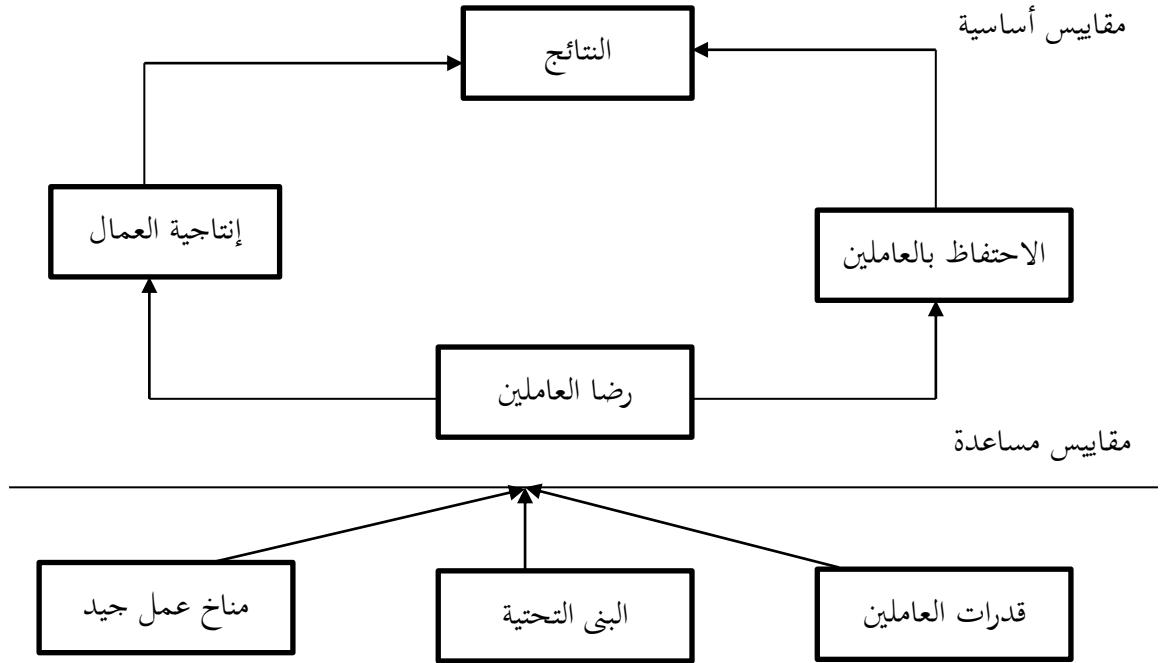 مقاييس أساسية
النتائج
إنتاجية العمال
الاحتفاظ بالعاملين
رضا العاملين
مقاييس مساعدة
قدرات العاملين
البنى التحتية
مناخ عمل جيد